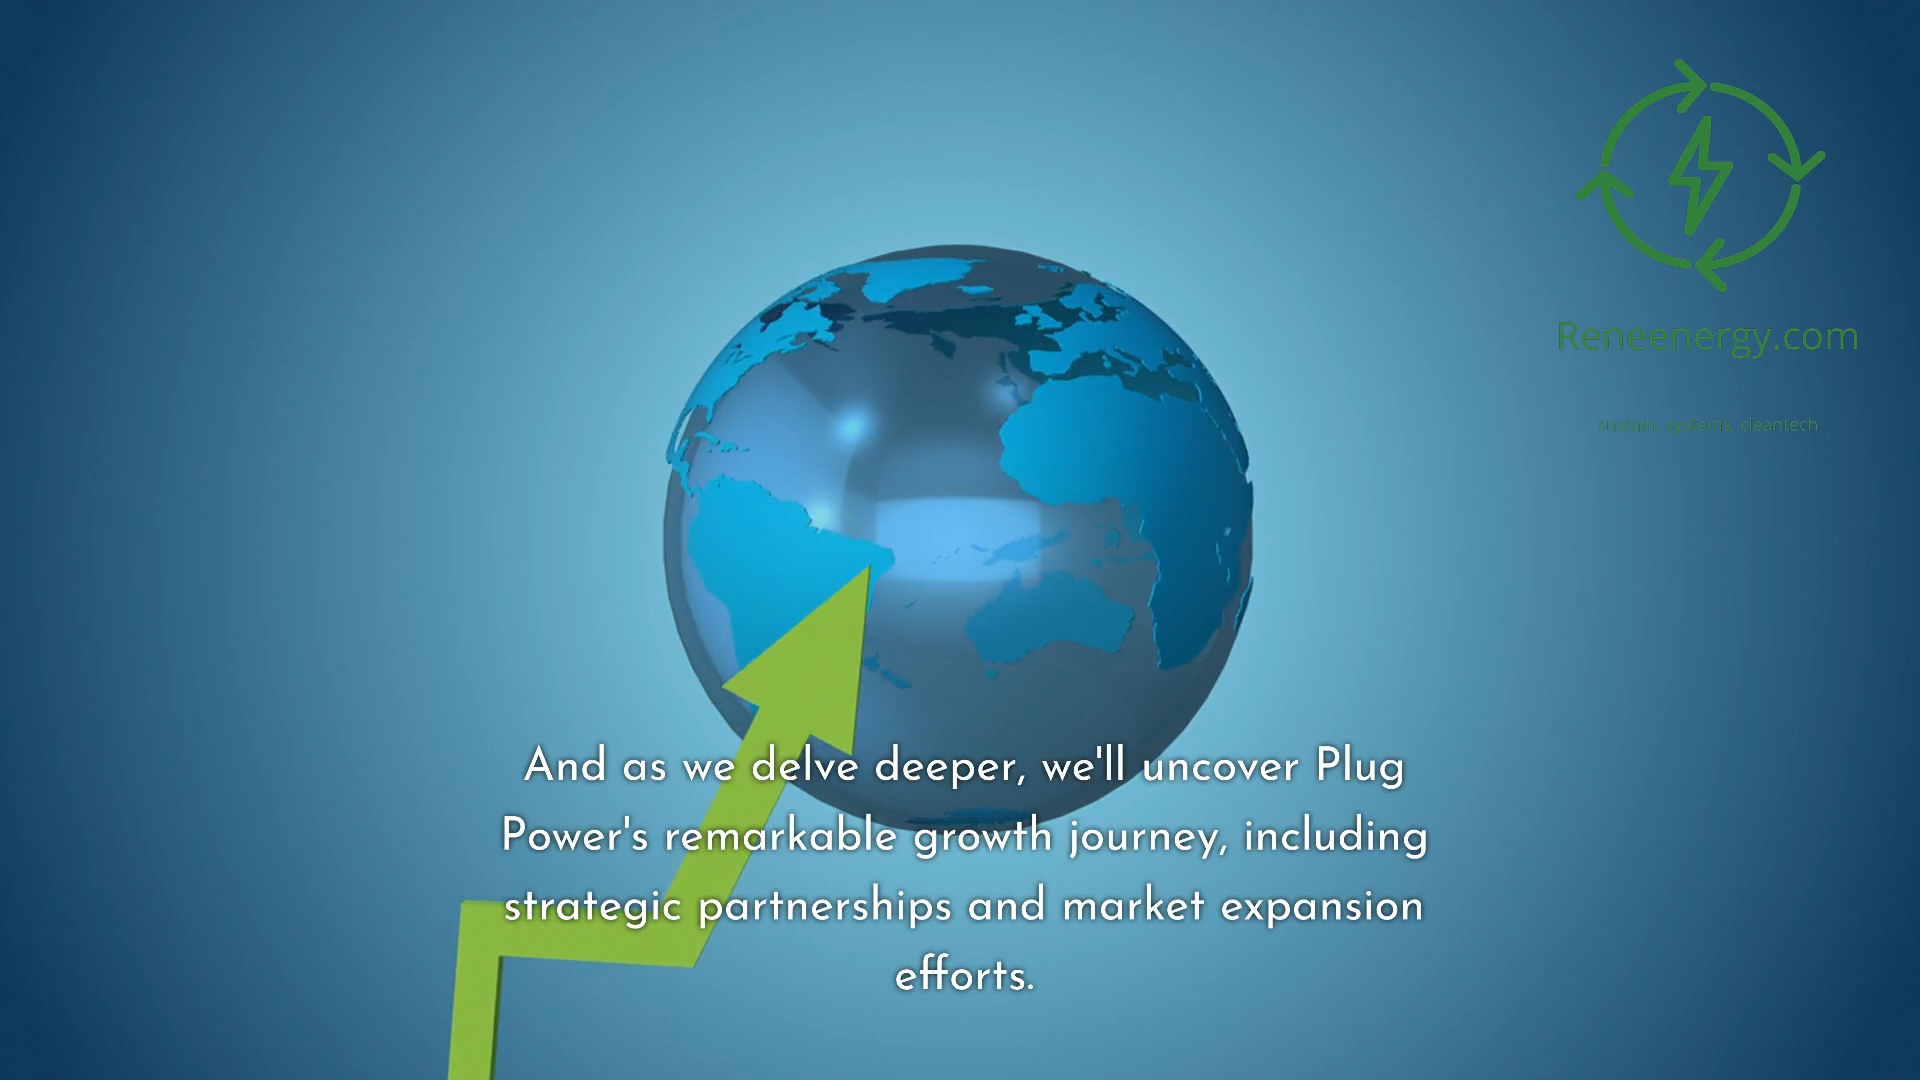 Reneenergy.com
sustain, systems, cleantech
And as we delve deeper, we'll uncover Plug
Power's remarkable growth journey, including
strategic partnerships and market expansion
efforts.